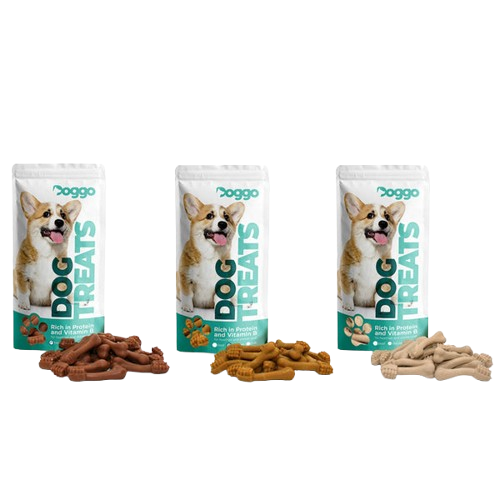 Doggo
DOG
TREATS
Rich in Protein
and Vitamin B
Doggo
DOG
TREATS
Rich in Protein
and Vitamin B
Doggo
DOG
TREATS
Rich in Protein
and Vitamin B